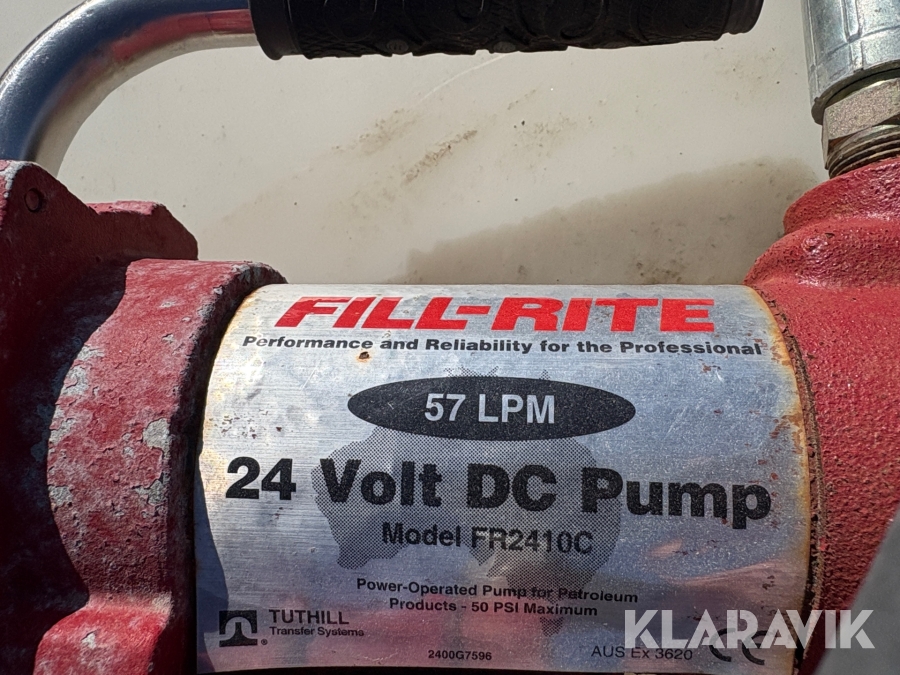 FILL-RITE
Performance and Reliability for the Professional
57 LPM
24 Volt DC Pump
Model FR2410C
Power-Operated Pump for Petroleum
Products - 50 PSI Maximum
TUTHILL
Transfer Systems
2400G7596
AUS Ex 3620
CE
KLARAVIK